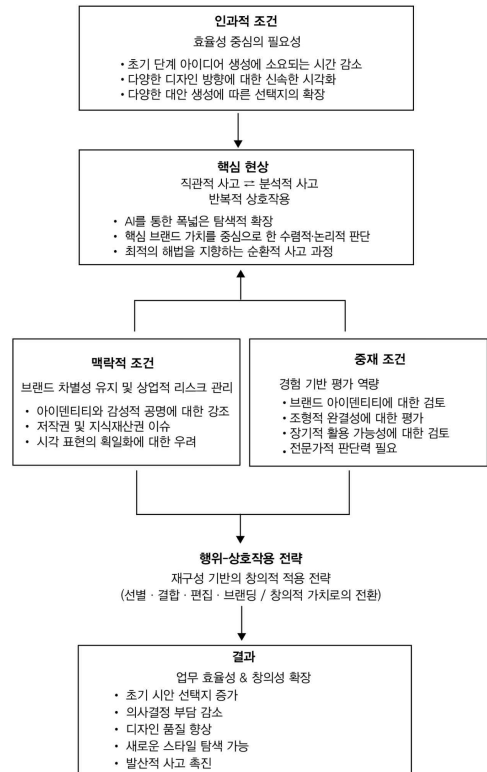 인과적 조건
효율성 중심의 필요성
• 초기 단계 아이디어 생성에 소요되는 시간 감소
• 다양한 디자인 방향에 대한 신속한 시각화
• 다양한 대안 생성에 따른 선택지의 확장
핵심 현상
직관적 사고 ⇌ 분석적 사고
반복적 상호작용
• AI를 통한 폭넓은 탐색적 확장
• 핵심 브랜드 가치를 중심으로 한 수렴적·논리적 판단
• 최적의 해법을 지향하는 순환적 사고 과정
맥락적 조건
브랜드 차별성 유지 및 상업적 리스크 관리
• 아이덴티티와 감성적 공명에 대한 강조
• 저작권 및 지식재산권 이슈
• 시각 표현의 획일화에 대한 우려
중재 조건
경험 기반 평가 역량
• 브랜드 아이덴티티에 대한 검토
• 조형적 완결성에 대한 평가
• 장기적 활용 가능성에 대한 검토
• 전문가적 판단력 필요
행위-상호작용 전략
재구성 기반의 창의적 적용 전략
(선별 · 결합 · 편집 · 브랜딩 / 창의적 가치로의 전환)
결과
업무 효율성 & 창의성 확장
• 초기 시안 선택지 증가
• 의사결정 부담 감소
• 디자인 품질 향상
• 새로운 스타일 탐색 가능
• 발산적 사고 촉진